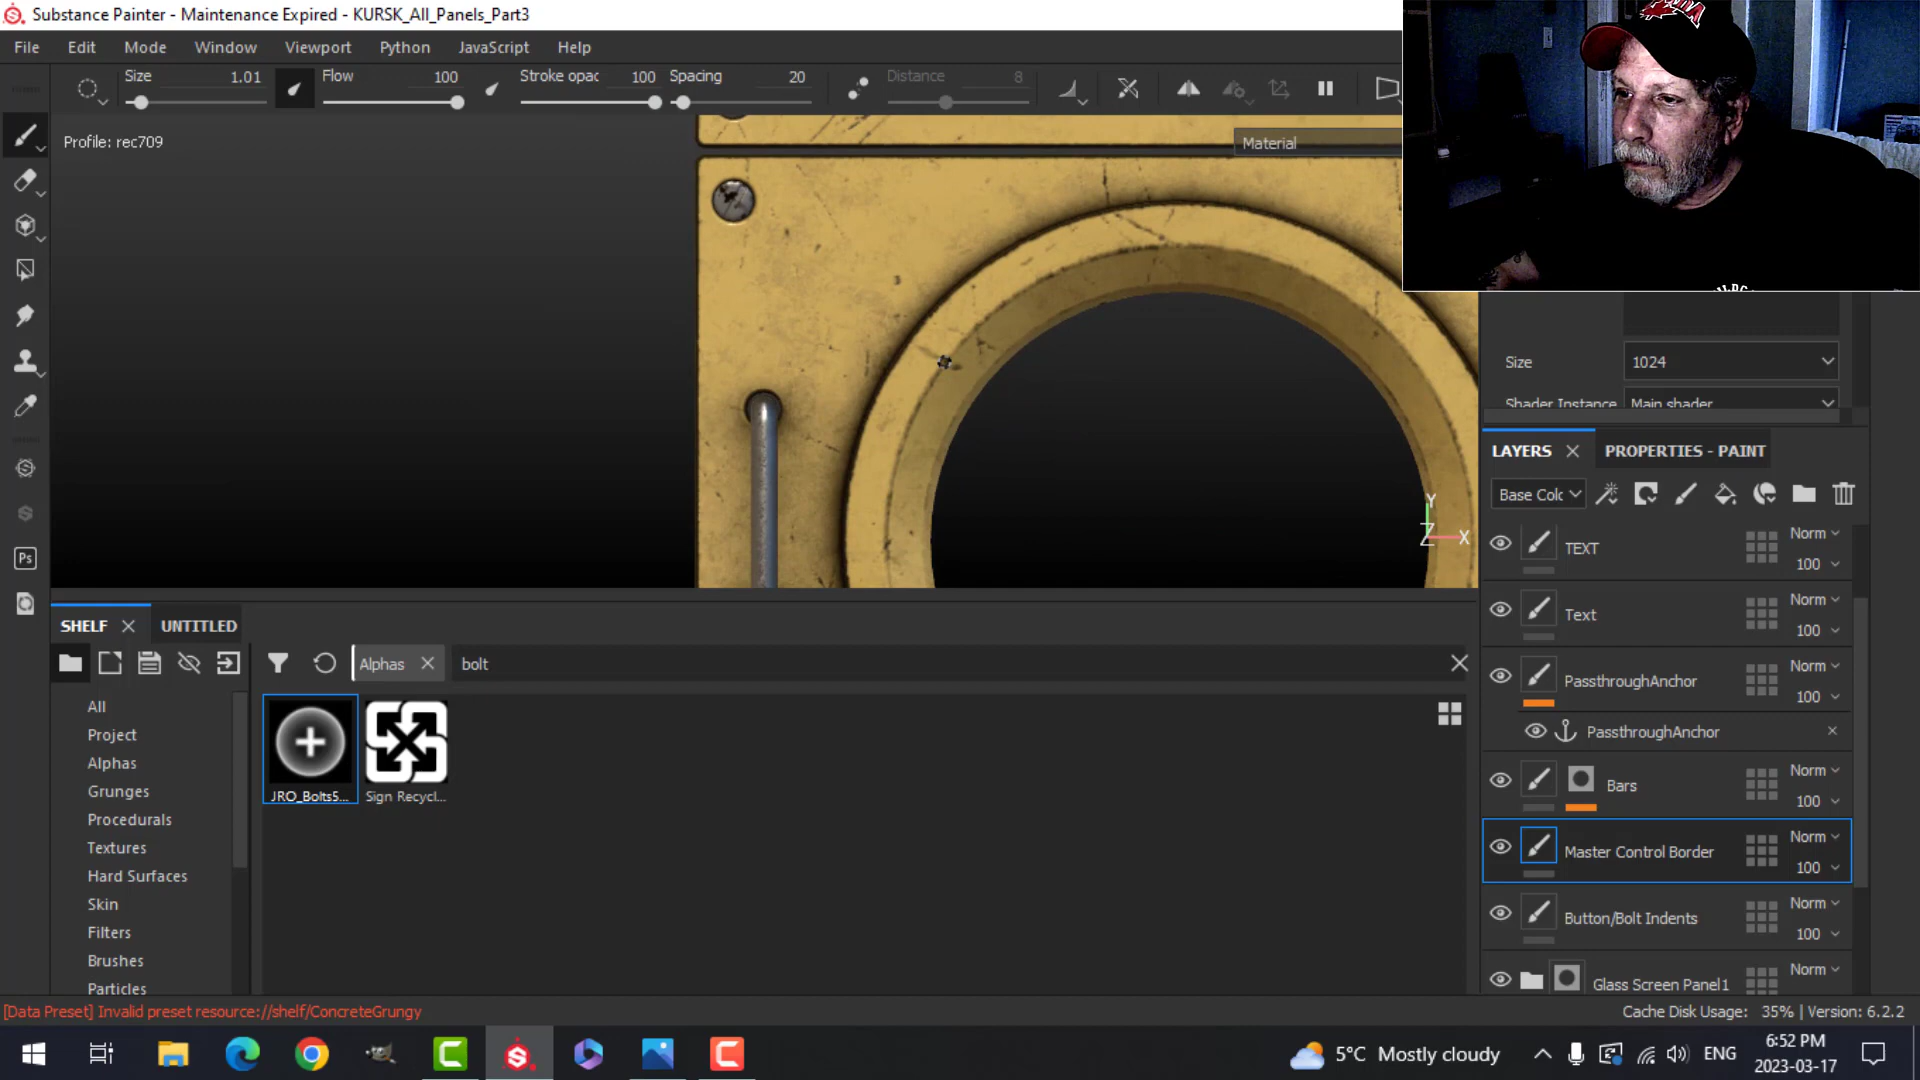 Substance Painter - Maintenance Expired - KURSK_All_Panels_Part3
File Edit Mode Window Viewport Python JavaScript Help
Size 1.01 Flow 100 Stroke opac 100 Spacing 20 Distance 8
Profile: rec709
Material
Size 1024
Shader Instance Main shader
LAYERS PROPERTIES - PAINT
Base Colc
TEXT Norm 100
Text Norm 100
PassthroughAnchor Norm 100
PassthroughAnchor
Bars Norm 100
Master Control Border Norm 100
Button/Bolt Indents Norm 100
Glass Screen Panel1 Norm
Y
Z X
SHELF UNTITLED
Alphas bolt
All
Project
Alphas
Grunges
Procedurals
Textures
Hard Surfaces
Skin
Filters
Brushes
Particles
JRO_Bolts5... Sign Recycl...
[Data Preset] Invalid preset resource://shelf/ConcreteGrungy
Cache Disk Usage: 35% | Version: 6.2.2
5°C Mostly cloudy ENG 6:52 PM
2023-03-17